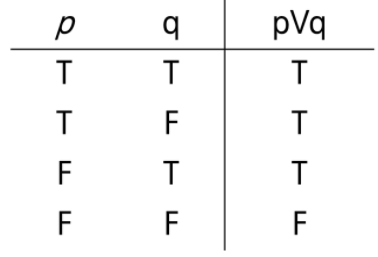 p q pVq
T T T
T F T
F T T
F F F